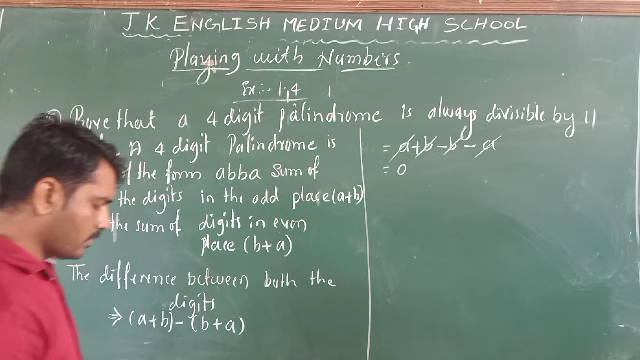 JK ENGLISH MEDIUM HIGH SCHOOL
Playing with Numbers.
Ex:- 1.4
Prove that a 4 digit palindrome is always divisible by 11
A 4 digit Palindrome is
of the form abba sum of
the digits in the odd place (a+b)
the sum of digits in even
place (b+a)
The difference between both the
digits
⇒ (a+b) - (b+a)
= a+b-b-a
= 0